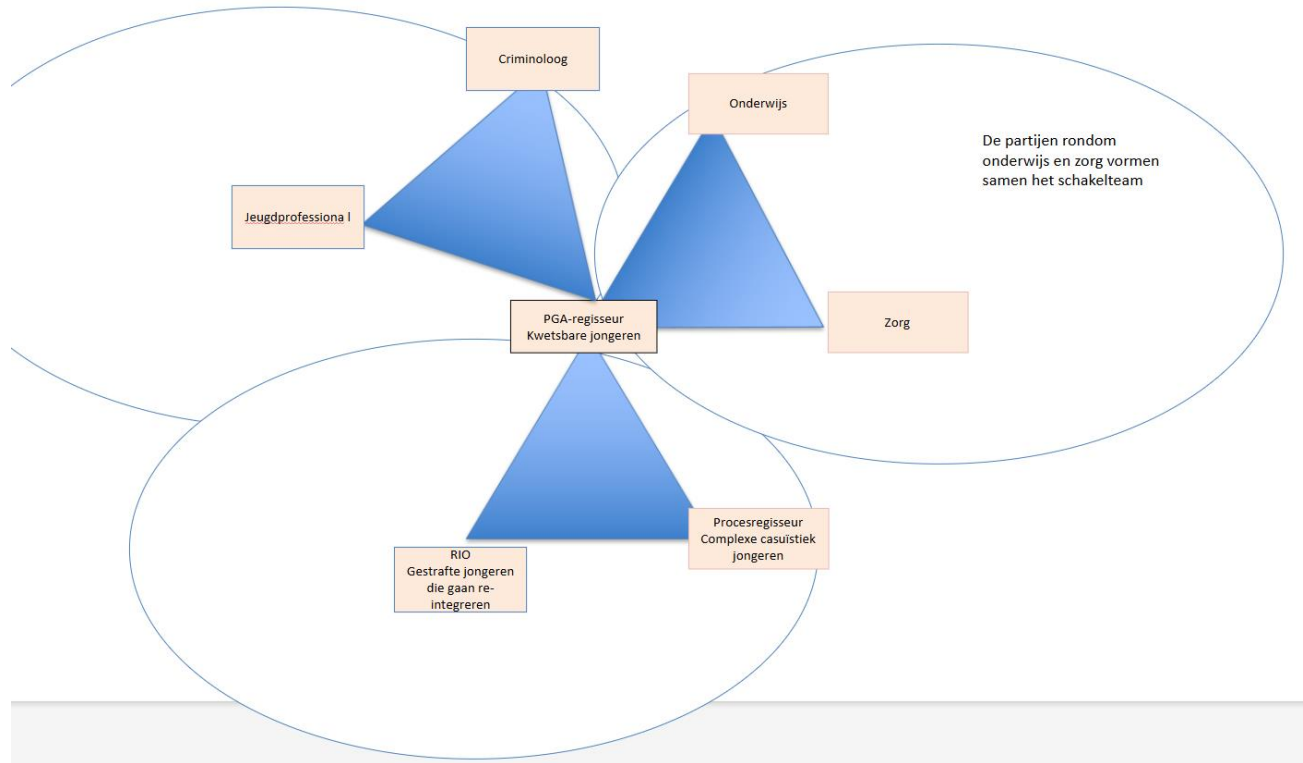 Criminoloog
Onderwijs
De partijen rondom
onderwijs en zorg vormen
samen het schakelteam
Jeugdprofessiona l
PGA-regisseur
Kwetsbare jongeren
Zorg
Procesregisseur
Complexe casuïstiek
jongeren
RIO
Gestrafte jongeren
die gaan re-
integreren